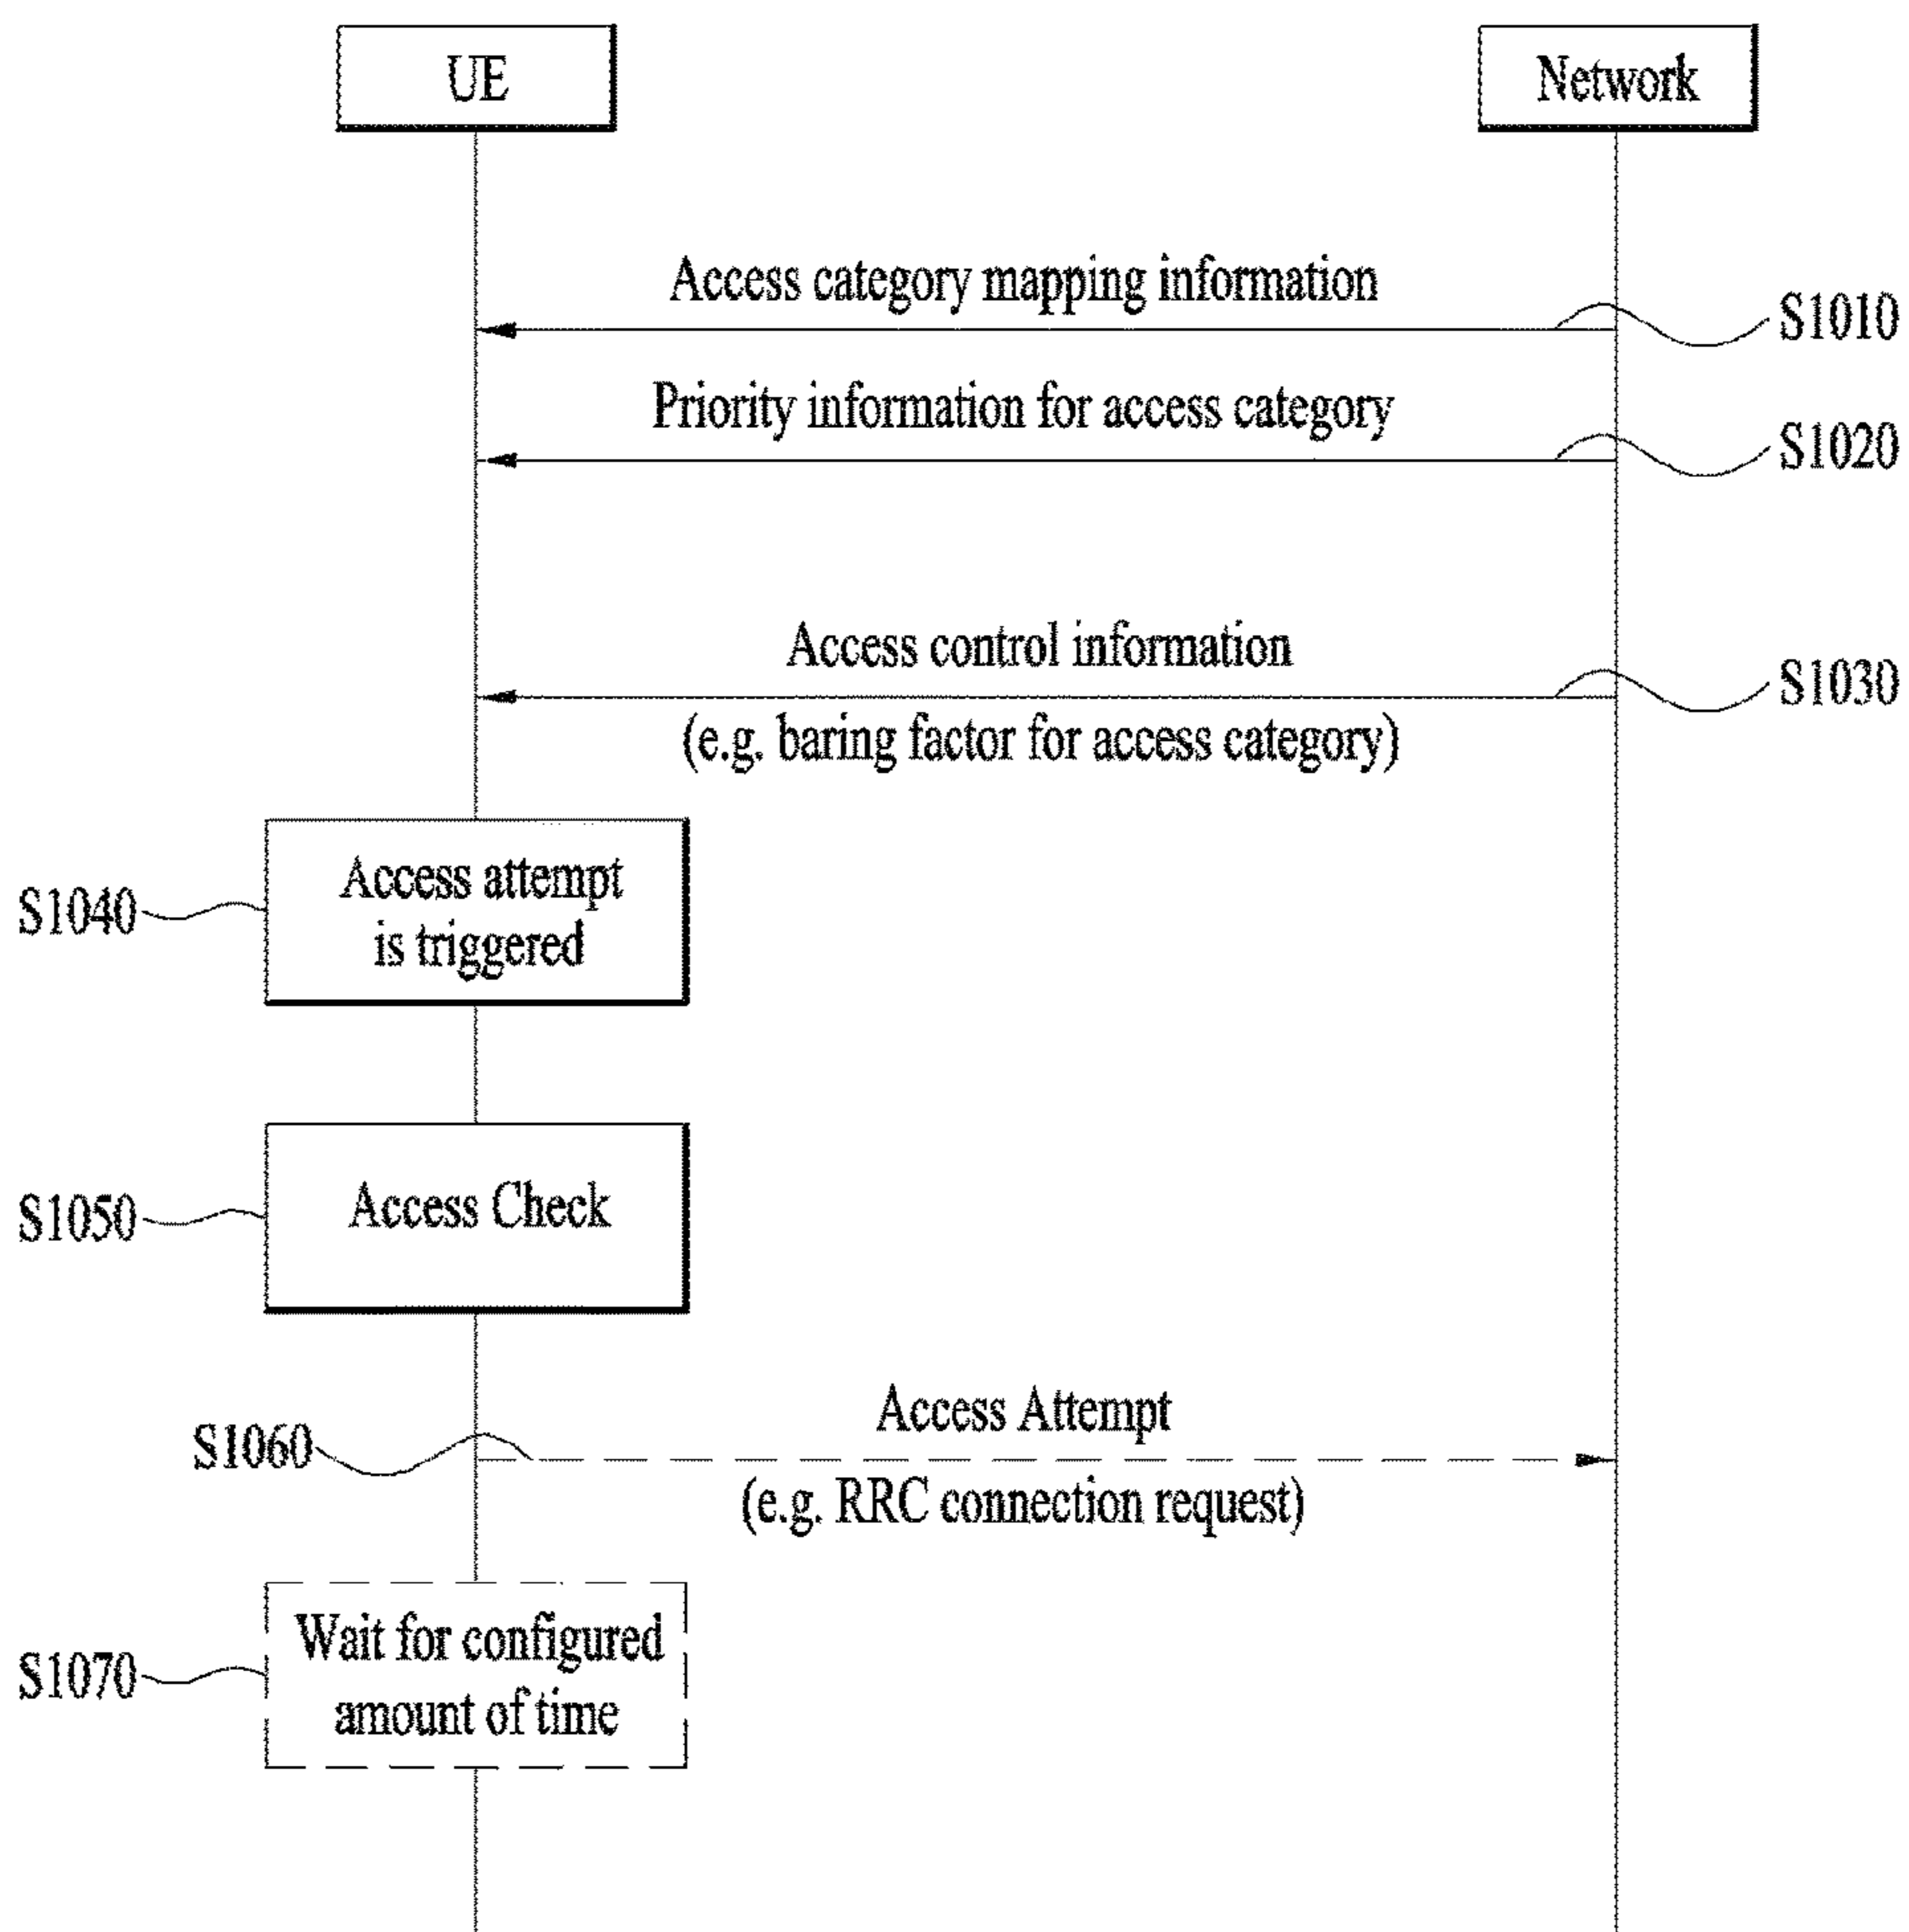 UE
Network
Access category mapping information
S1010
Priority information for access category
S1020
Access control information
S1030
(e.g. baring factor for access category)
Access attempt
is triggered
S1040
Access Check
S1050
Access Attempt
S1060
(e.g. RRC connection request)
Wait for configured
amount of time
S1070